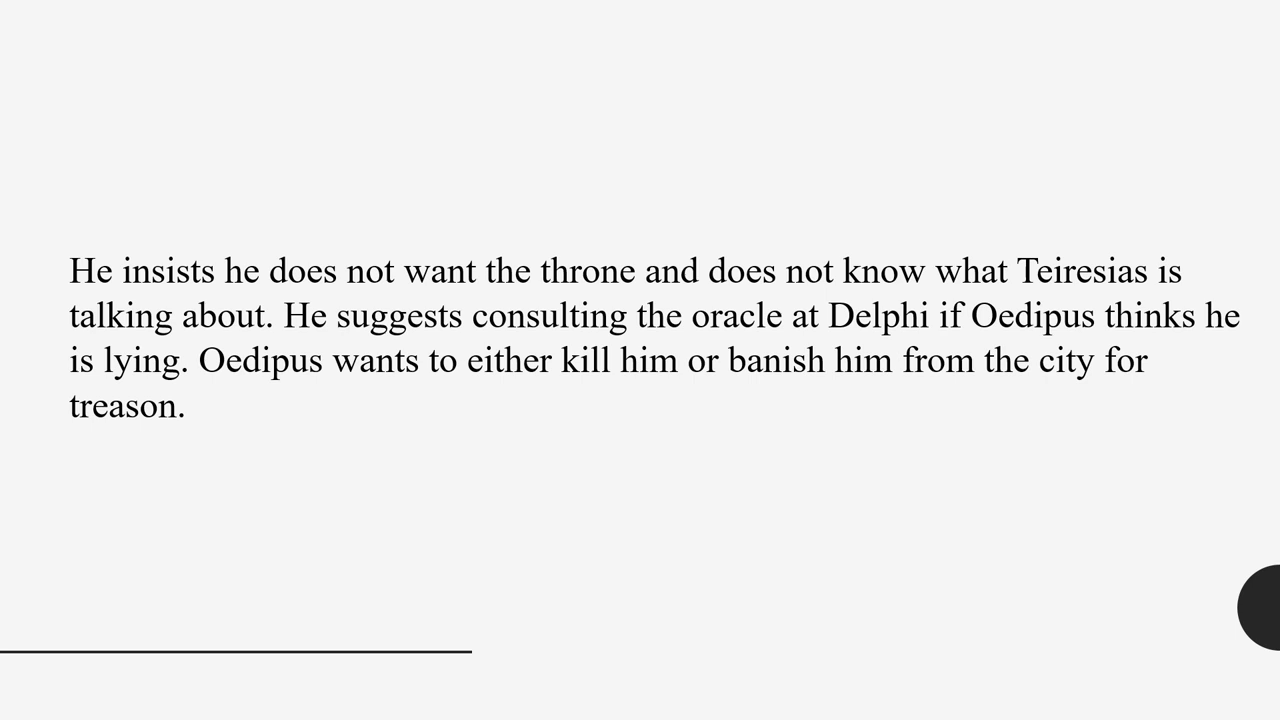 He insists he does not want the throne and does not know what Teiresias is
talking about. He suggests consulting the oracle at Delphi if Oedipus thinks he
is lying. Oedipus wants to either kill him or banish him from the city for
treason.